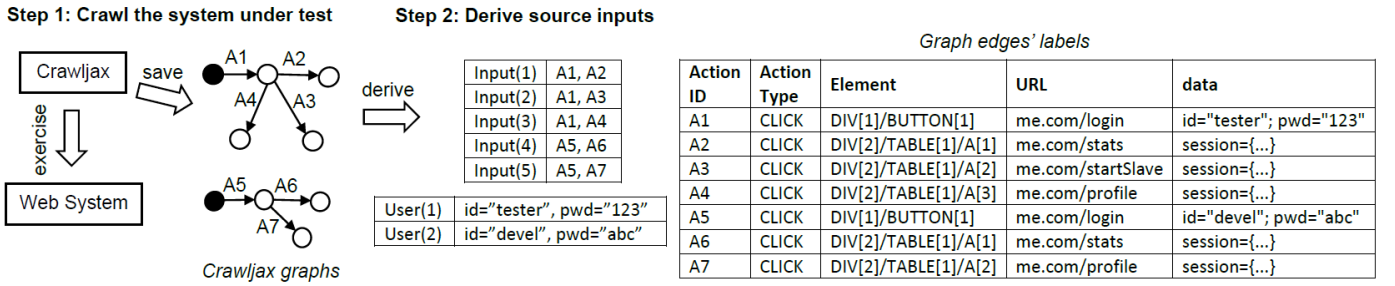 Step 1: Crawl the system under test
Step 2: Derive source inputs
Crawljax
save
exercise
Web System
A1
A2
A4
A3
A5
A6
A7
Crawljax graphs
derive
Input(1) A1, A2
Input(2) A1, A3
Input(3) A1, A4
Input(4) A5, A6
Input(5) A5, A7
User(1) id="tester", pwd="123"
User(2) id="devel", pwd="abc"
Graph edges' labels
Action ID Action Type Element URL data
A1 CLICK DIV[1]/BUTTON[1] me.com/login id="tester"; pwd="123"
A2 CLICK DIV[2]/TABLE[1]/A[1] me.com/stats session={...}
A3 CLICK DIV[2]/TABLE[1]/A[2] me.com/startSlave session={...}
A4 CLICK DIV[2]/TABLE[1]/A[3] me.com/profile session={...}
A5 CLICK DIV[1]/BUTTON[1] me.com/login id="devel"; pwd="abc"
A6 CLICK DIV[2]/TABLE[1]/A[1] me.com/stats session={...}
A7 CLICK DIV[2]/TABLE[1]/A[2] me.com/profile session={...}